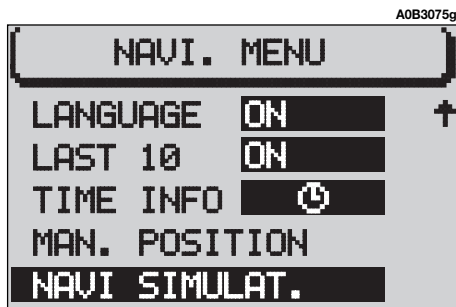 A0B3075g
NAVI. MENU
LANGUAGE ON
LAST 10 ON
TIME INFO
MAN. POSITION
NAVI SIMULAT.